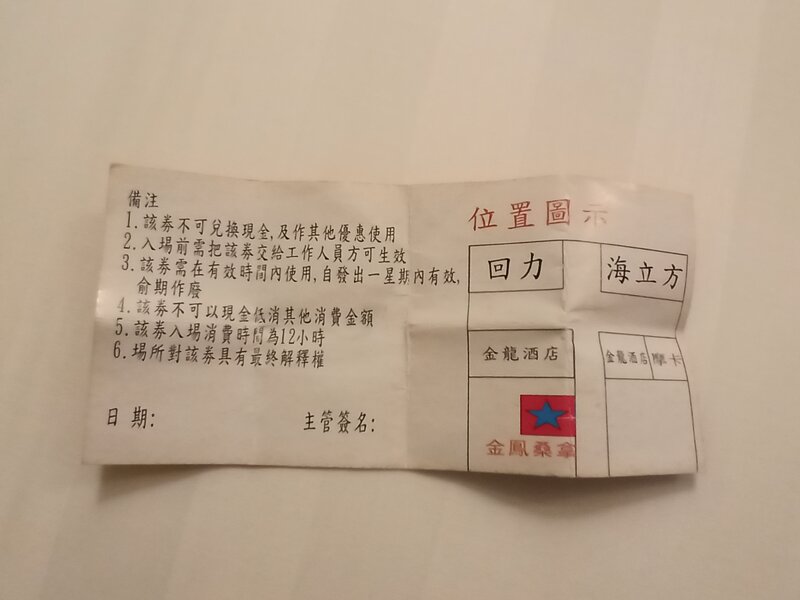 備注
1. 該券不可兌換現金,及作其他優惠使用
2. 入場前需把該券交給工作人員方可生效
3. 該券需在有效時間內使用,自發出一星期內有效,
俞期作廢
4. 該券不可以現金低消其他消費金額
5. 該券入場消費時間為12小時
6. 場所對該券具有最終解釋權
日 期:
主管簽名:
位置圖示
回力
海立方
金龍酒店
金龍酒店
摩卡
金鳳桑拿